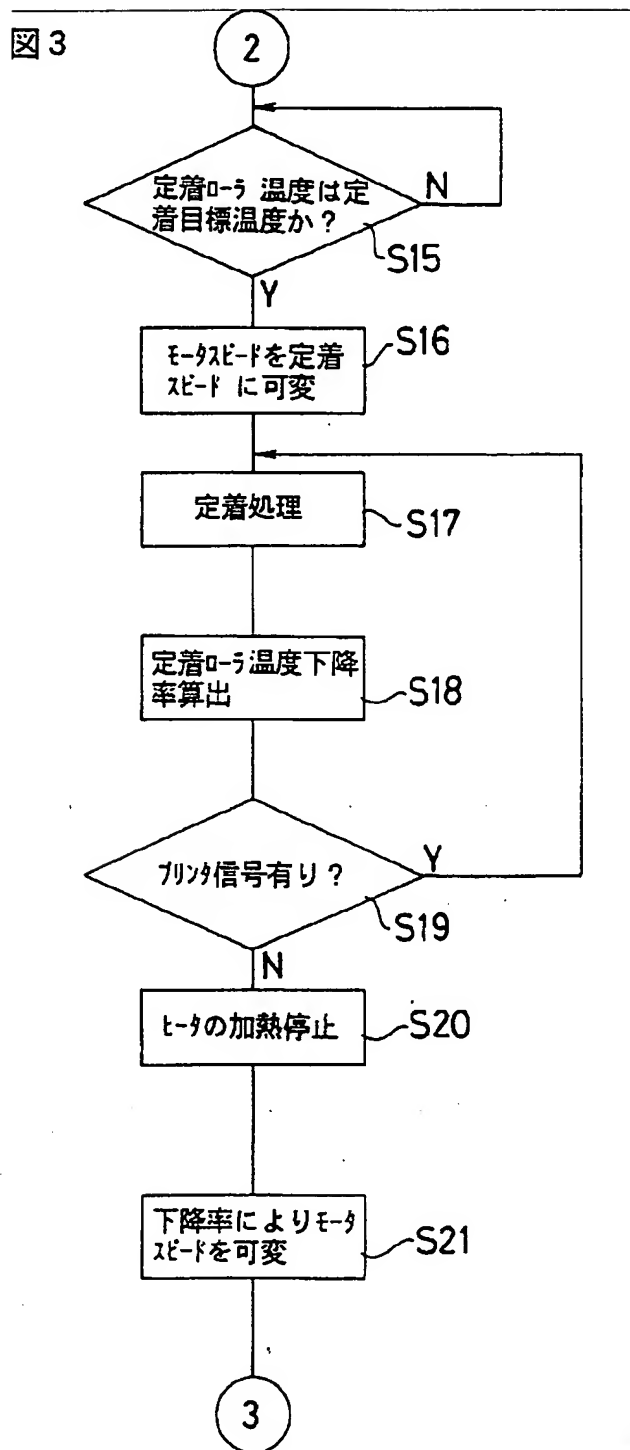 図3
2
定着ローラ 温度は定
着目標温度か?
N
S15
Y
モータスピードを定着
スピード に可変
S16
定着処理
S17
定着ローラ温度下降
率算出
S18
プリンタ信号有り?
Y
S19
N
ヒータの加熱停止
S20
下降率によりモータ
スピードを可変
S21
3